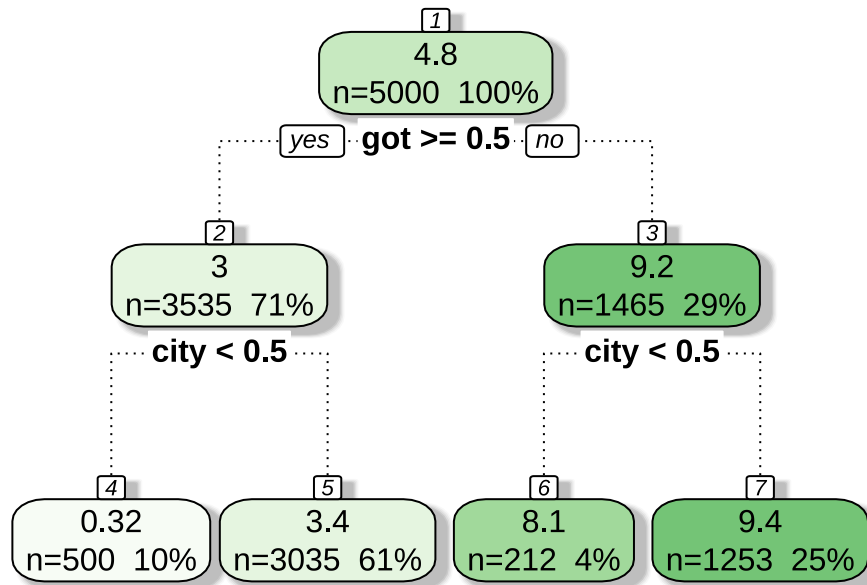 1
4.8
n=5000 100%
yes got >= 0.5 no
2
3
n=3535 71%
city < 0.5
3
9.2
n=1465 29%
city < 0.5
4
0.32
n=500 10%
5
3.4
n=3035 61%
6
8.1
n=212 4%
7
9.4
n=1253 25%